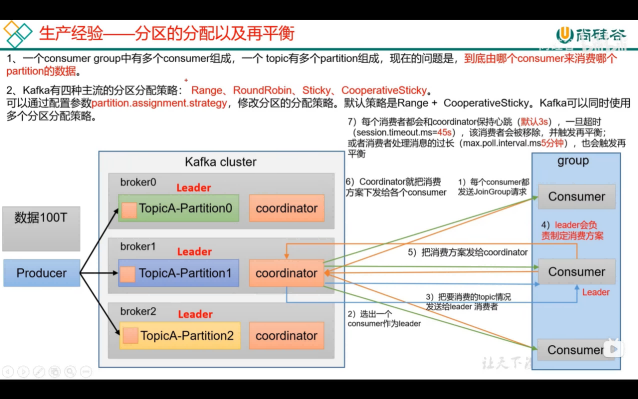 生产经验——分区的分配以及再平衡
尚硅谷
1、一个consumer group中有多个consumer组成，一个 topic有多个partition组成，现在的问题是，到底由哪个consumer来消费哪个
partition的数据。
2、Kafka有四种主流的分区分配策略： Range、RoundRobin、Sticky、CooperativeSticky。
可以通过配置参数partition.assignment.strategy，修改分区的分配策略。默认策略是Range + CooperativeSticky。Kafka可以同时使用
多个分区分配策略。
7）每个消费者都会和coordinator保持心跳（默认3s），一旦超时
（session.timeout.ms=45s），该消费者会被移除，并触发再平衡；
或者消费者处理消息的过长（max.poll.interval.ms5分钟），也会触发再
平衡
Kafka cluster
group
broker0
Leader
TopicA-Partition0
coordinator
6）Coordinator就把消费
方案下发给各个consumer
1）每个consumer都
发送JoinGroup请求
Consumer
数据100T
Producer
broker1
Leader
TopicA-Partition1
coordinator
5）把消费方案发给coordinator
4）leader会负
责制定消费方案
Consumer
Leader
3）把要消费的topic情况
发送给leader 消费者
2）选出一个
consumer作为leader
broker2
Leader
TopicA-Partition2
coordinator
Consumer
让天下